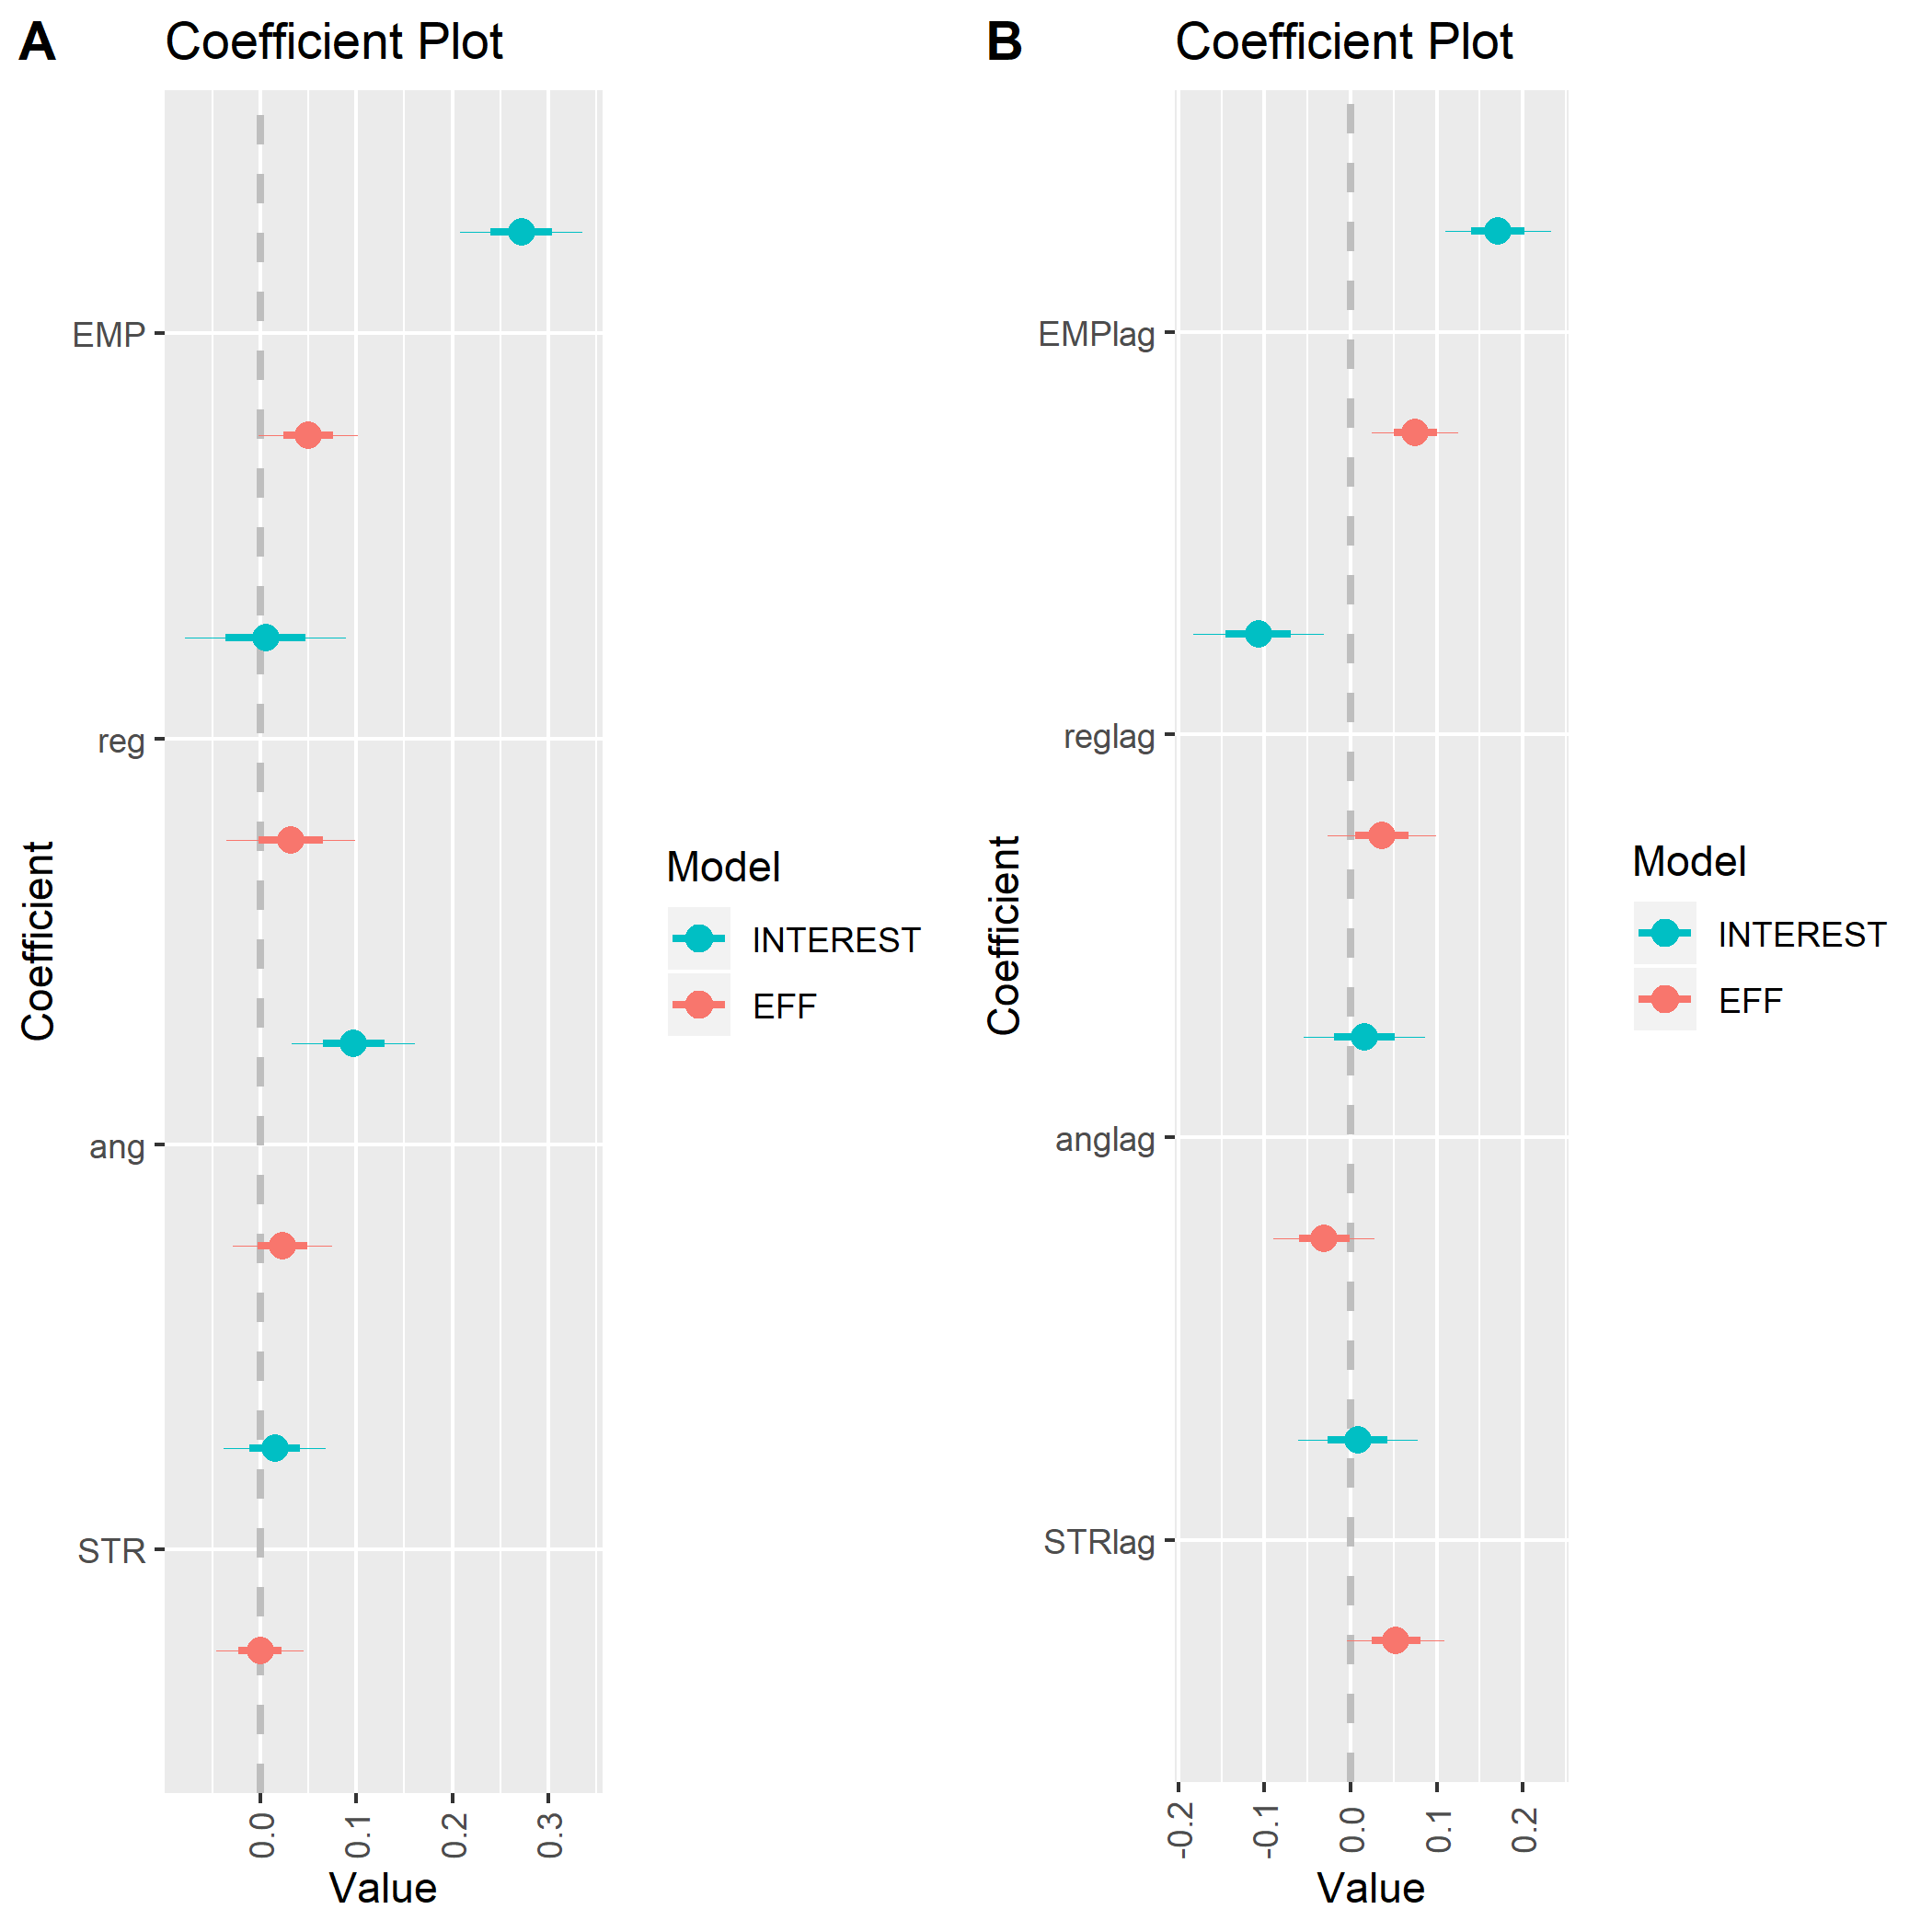 A
Coefficient Plot
Coefficient
EMP
reg
ang
STR
0.0
0.1
0.2
0.3
Value
Model
INTEREST
EFF
B
Coefficient Plot
Coefficient
EMPlag
reglag
anglag
STRlag
-0.2
-0.1
0.0
0.1
0.2
Value
Model
INTEREST
EFF